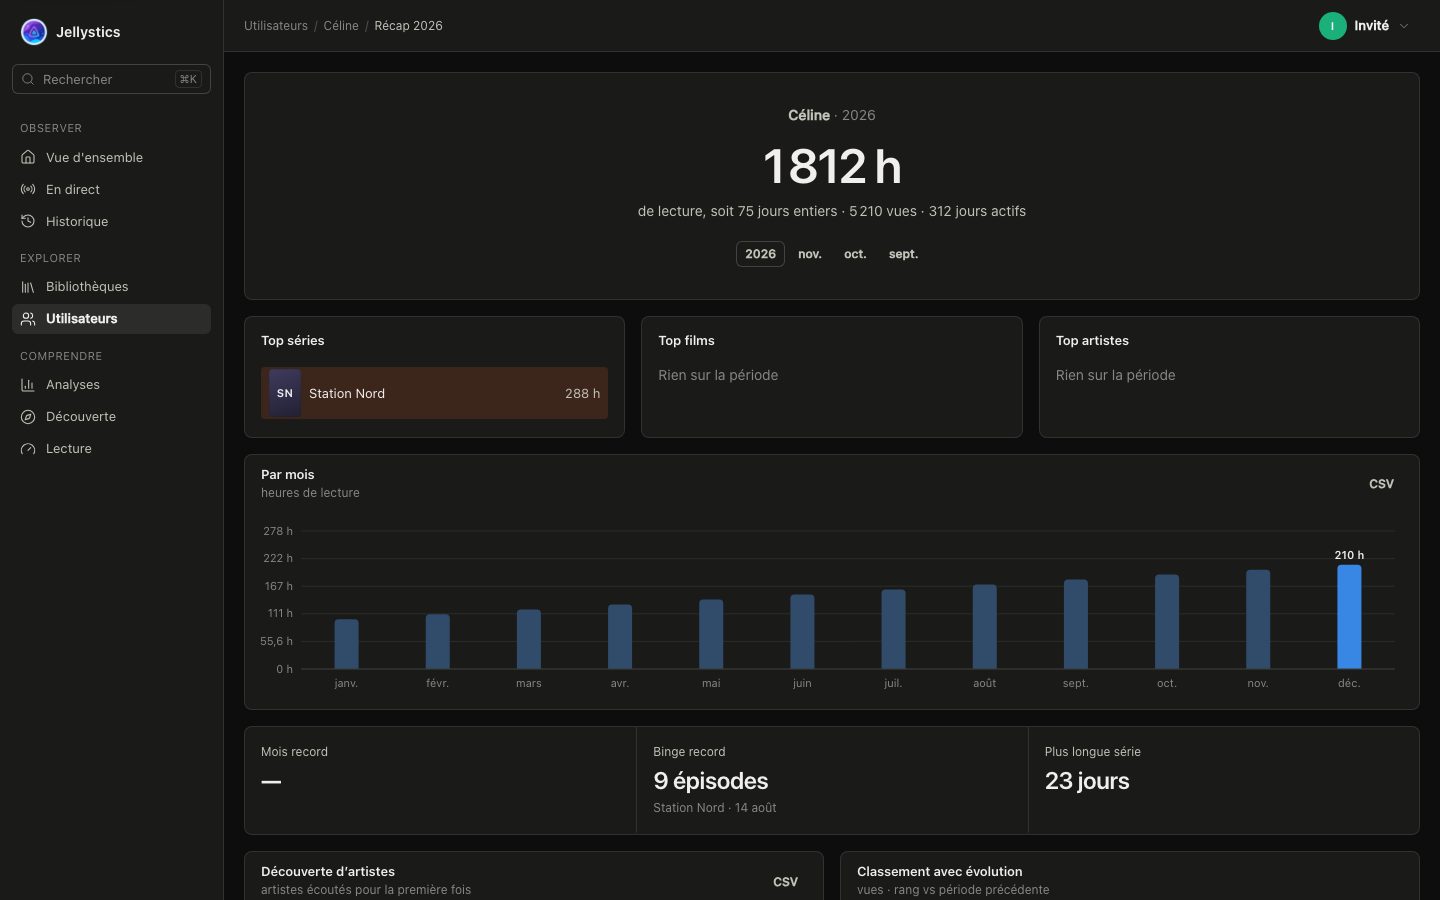 Jellystics
Utilisateurs / Céline / Récap 2026
I Invité
Rechercher ⌘K
OBSERVER
Vue d'ensemble
En direct
Historique
EXPLORER
Bibliothèques
Utilisateurs
COMPRENDRE
Analyses
Découverte
Lecture
Céline · 2026
1 812 h
de lecture, soit 75 jours entiers · 5 210 vues · 312 jours actifs
2026 nov. oct. sept.
Top séries
SN Station Nord 288 h
Top films
Rien sur la période
Top artistes
Rien sur la période
Par mois
heures de lecture
CSV
278 h
222 h
167 h
111 h
55,6 h
0 h
210 h
janv. févr. mars avr. mai juin juil. août sept. oct. nov. déc.
Mois record
—
Binge record
9 épisodes
Station Nord · 14 août
Plus longue série
23 jours
Découverte d’artistes
artistes écoutés pour la première fois
CSV
Classement avec évolution
vues · rang vs période précédente